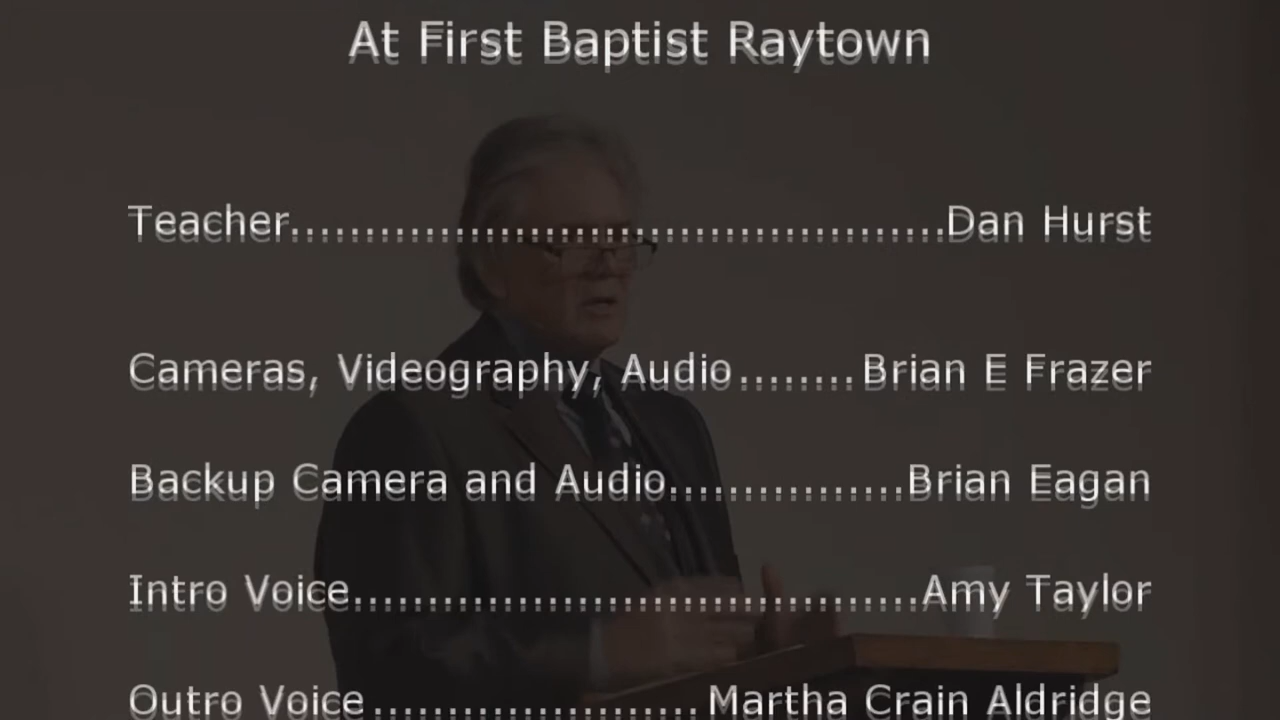 At First Baptist Raytown
Teacher............................................Dan Hurst
Cameras, Videography, Audio........Brian E Frazer
Backup Camera and Audio................Brian Eagan
Intro Voice......................................Amy Taylor
Outro Voice......................Martha Crain Aldridge